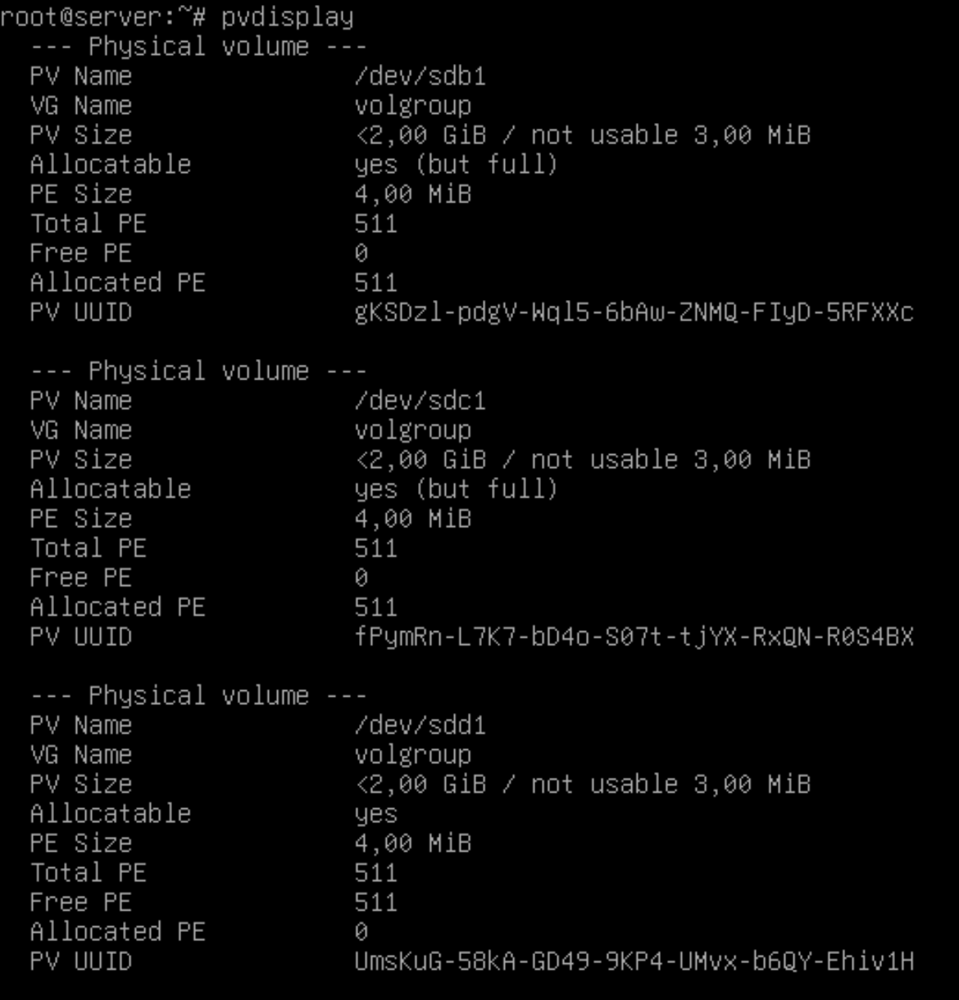 root@server:~# pvdisplay
--- Physical volume ---
PV Name /dev/sdb1
VG Name volgroup
PV Size <2,00 GiB / not usable 3,00 MiB
Allocatable yes (but full)
PE Size 4,00 MiB
Total PE 511
Free PE 0
Allocated PE 511
PV UUID gKSDzl-pdgV-Wql5-6bAw-ZNMQ-FIyD-5RFXXc
--- Physical volume ---
PV Name /dev/sdc1
VG Name volgroup
PV Size <2,00 GiB / not usable 3,00 MiB
Allocatable yes (but full)
PE Size 4,00 MiB
Total PE 511
Free PE 0
Allocated PE 511
PV UUID fPymRn-L7K7-bD4o-S07t-tjYX-RxQN-R0S4BX
--- Physical volume ---
PV Name /dev/sdd1
VG Name volgroup
PV Size <2,00 GiB / not usable 3,00 MiB
Allocatable yes
PE Size 4,00 MiB
Total PE 511
Free PE 511
Allocated PE 0
PV UUID UmsKuG-58kA-GD49-9KP4-UMvx-b6QY-Ehiv1H